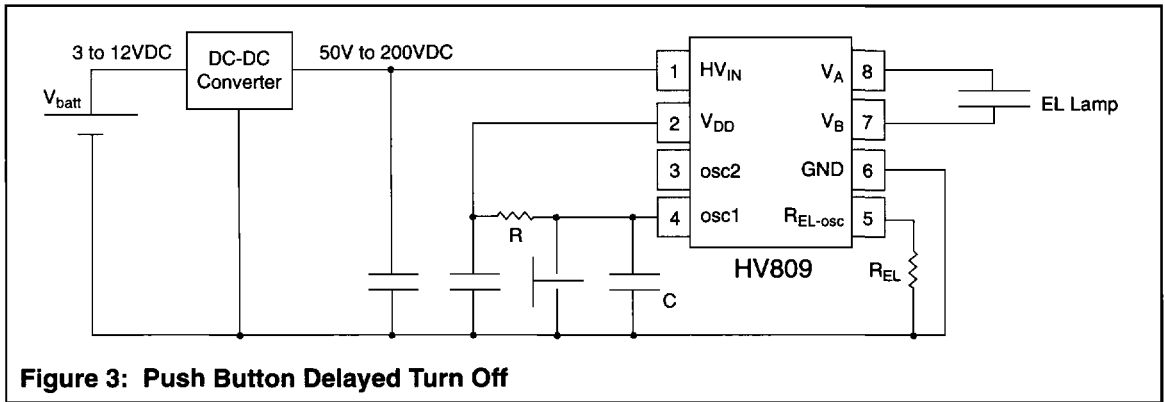 3 to 12VDC
DC-DC
Converter
50V to 200VDC
V_batt
1 HV_IN
V_A 8
2 V_DD
V_B 7
EL Lamp
3 osc2
GND 6
4 osc1
R_EL-osc 5
R
C
R_EL
HV809
Figure 3: Push Button Delayed Turn Off